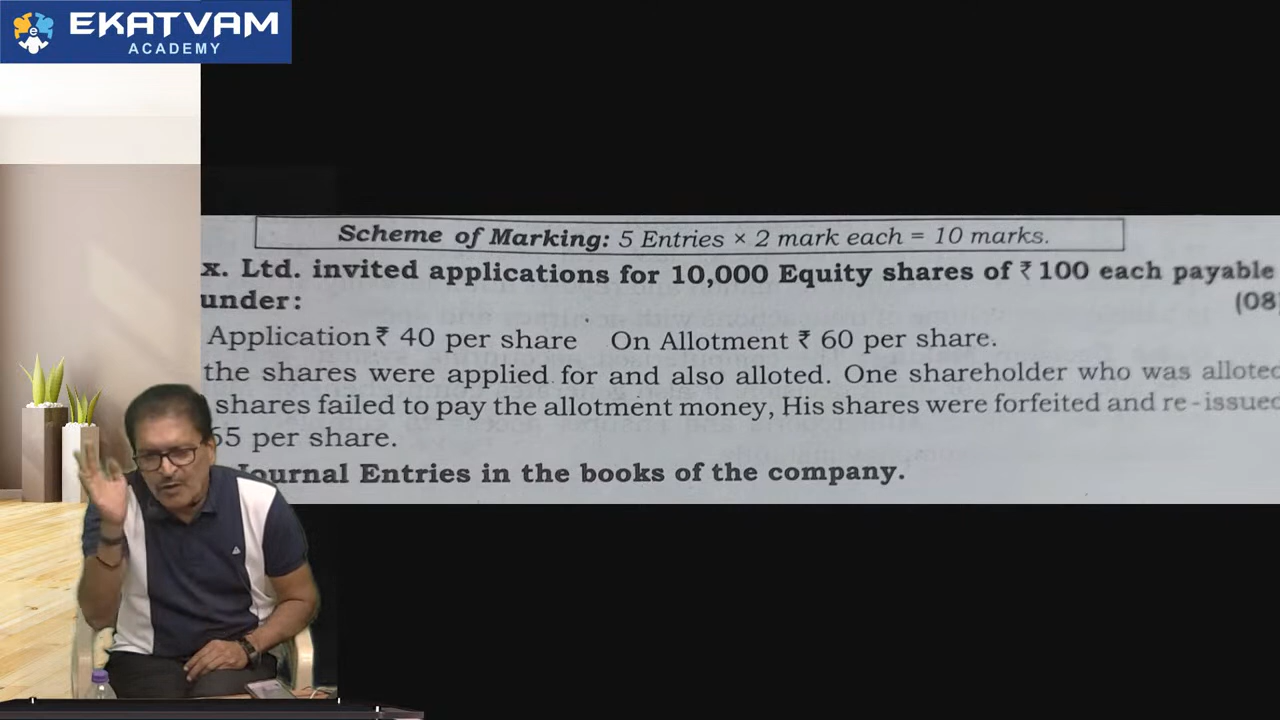 EKATVAM
ACADEMY
Scheme of Marking: 5 Entries × 2 mark each = 10 marks.
x. Ltd. invited applications for 10,000 Equity shares of ₹ 100 each payable
under: (08)
Application ₹ 40 per share On Allotment ₹ 60 per share.
the shares were applied for and also alloted. One shareholder who was alloted
shares failed to pay the allotment money, His shares were forfeited and re-issued
65 per share.
Journal Entries in the books of the company.